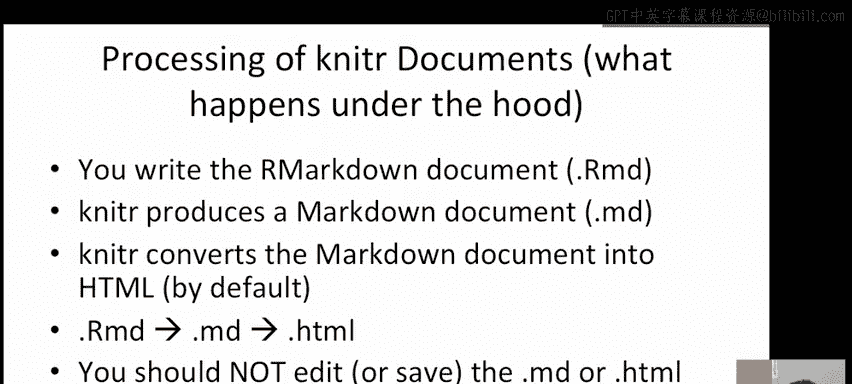 GPT中英字幕课程资源@bilibili.com
Processing of knitr Documents (what
happens under the hood)
• You write the RMarkdown document (.Rmd)
• knitr produces a Markdown document (.md)
• knitr converts the Markdown document into
HTML (by default)
• .Rmd → .md → .html
• You should NOT edit (or save) the .md or .html